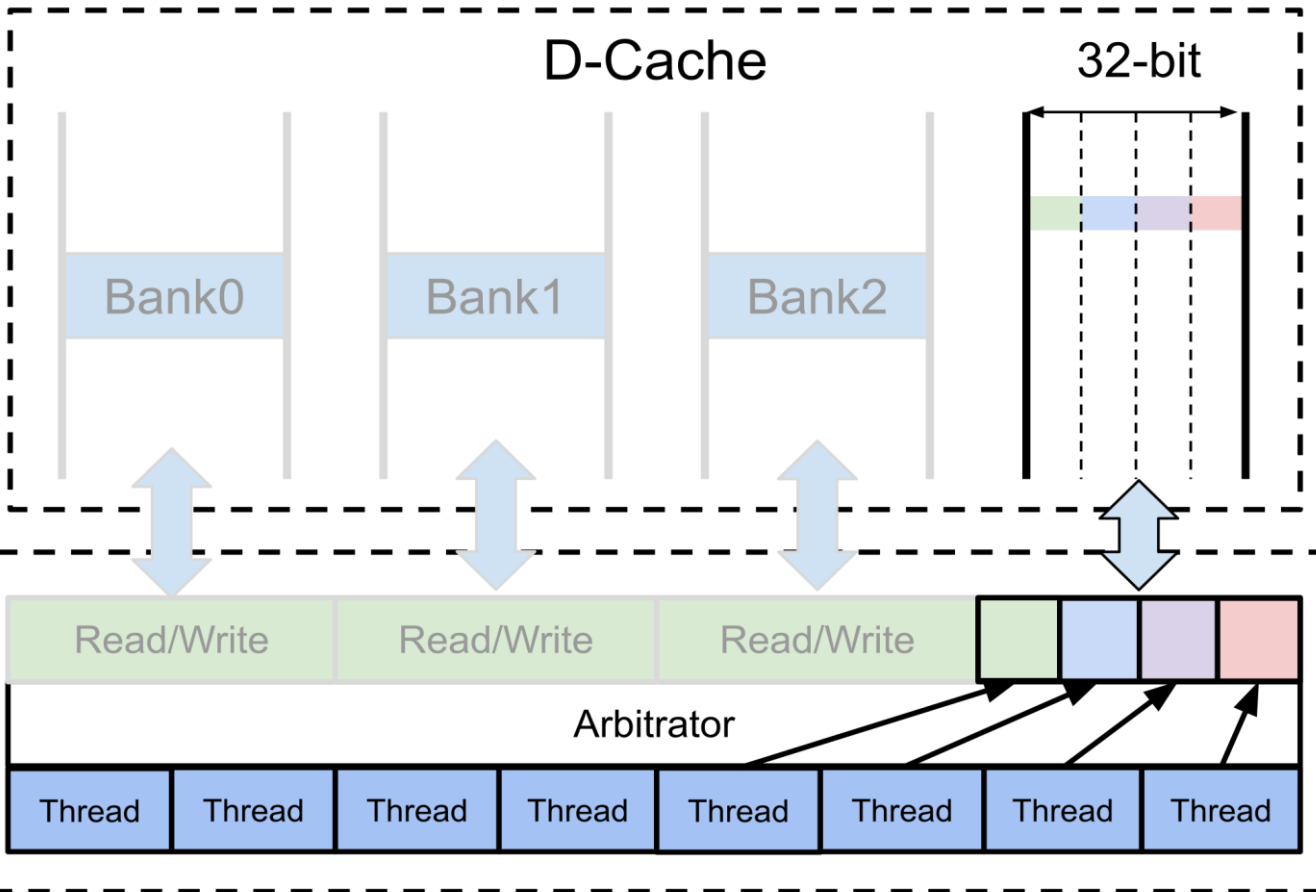 D-Cache
32-bit
Bank0
Bank1
Bank2
Read/Write
Read/Write
Read/Write
Arbitrator
Thread
Thread
Thread
Thread
Thread
Thread
Thread
Thread